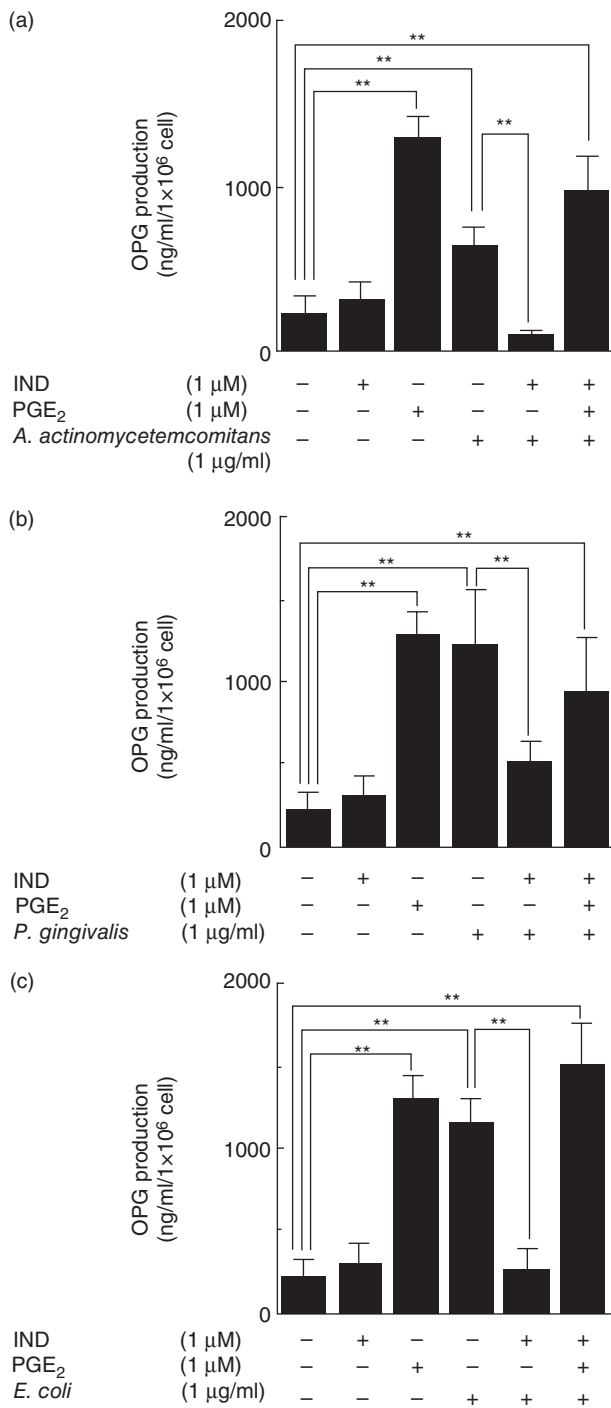 (a)
2000
**
**
**
**
OPG production
(ng/ml/1×10⁶ cell)
1000
0
IND (1 μM) − + − − + +
PGE₂ (1 μM) − − + − − +
A. actinomycetemcomitans − − − + + +
(1 μg/ml)
(b)
2000
**
**
**
**
OPG production
(ng/ml/1×10⁶ cell)
1000
0
IND (1 μM) − + − − + +
PGE₂ (1 μM) − − + − − +
P. gingivalis (1 μg/ml) − − − + + +
(c)
2000
**
**
**
**
OPG production
(ng/ml/1×10⁶ cell)
1000
0
IND (1 μM) − + − − + +
PGE₂ (1 μM) − − + − − +
E. coli (1 μg/ml) − − − + + +